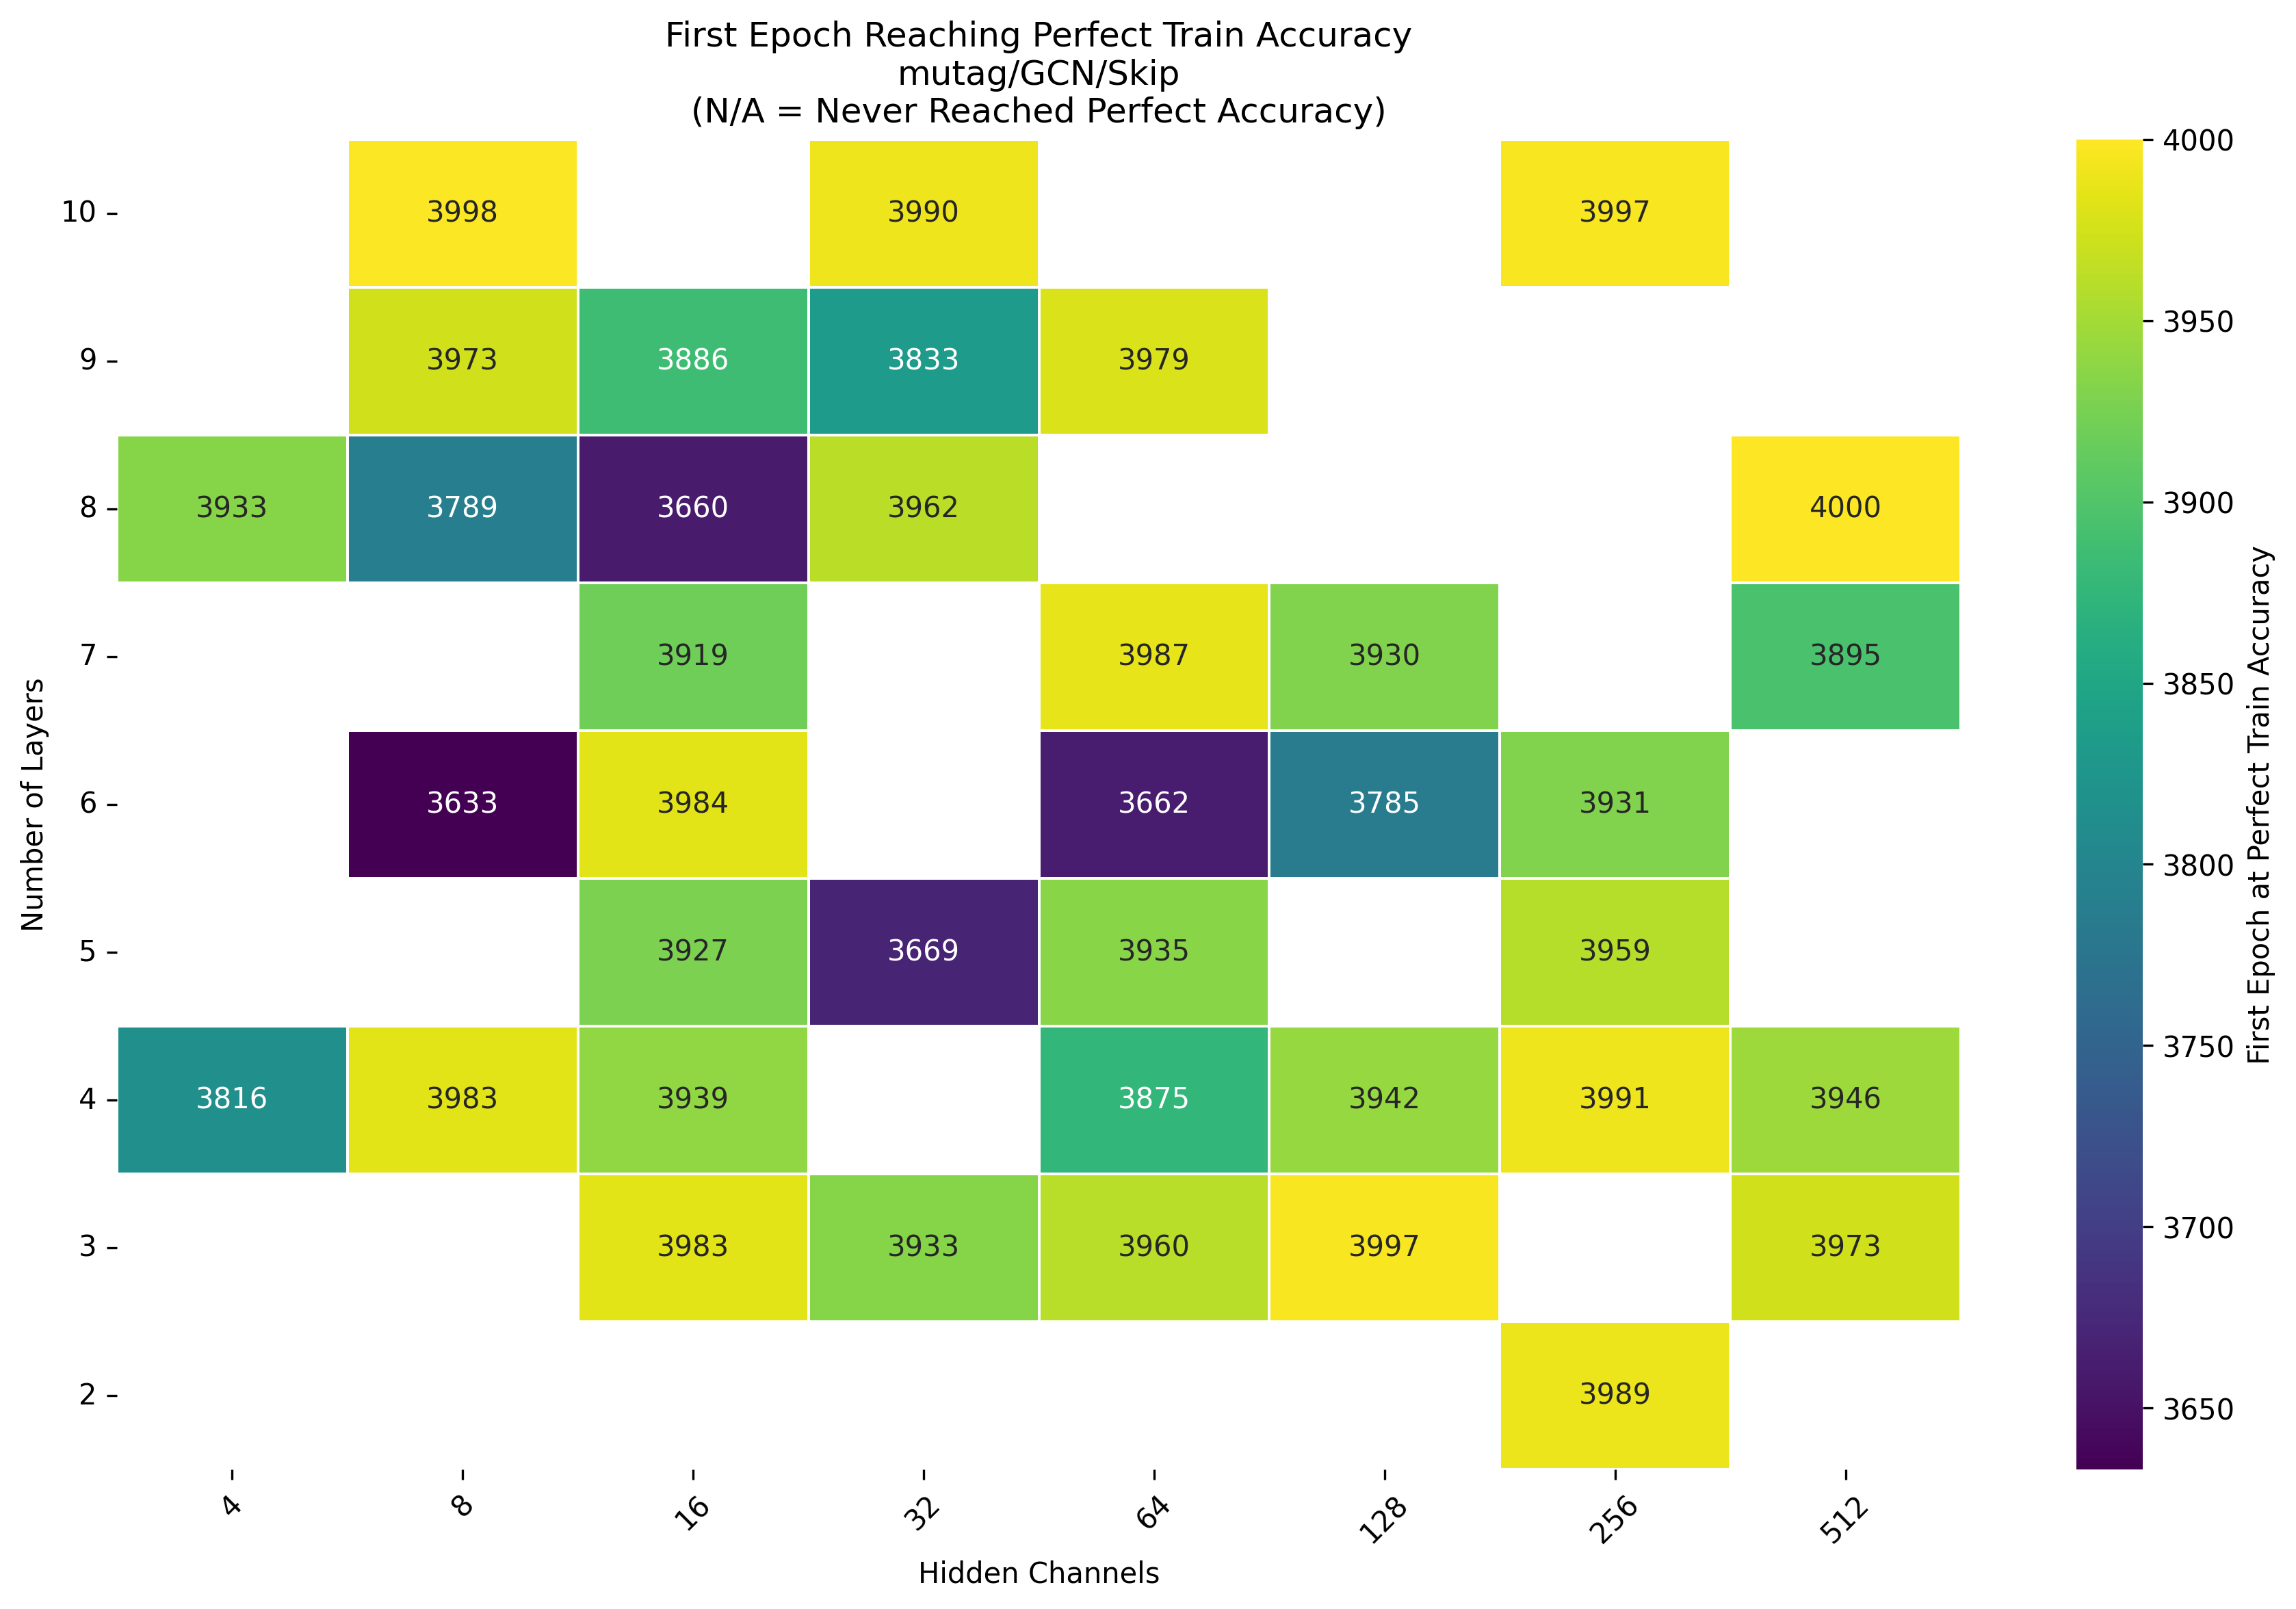 First Epoch Reaching Perfect Train Accuracy
mutag/GCN/Skip
(N/A = Never Reached Perfect Accuracy)
10 3998 3990 3997
9 3973 3886 3833 3979
8 3933 3789 3660 3962 4000
7 3919 3987 3930 3895
6 3633 3984 3662 3785 3931
5 3927 3669 3935 3959
4 3816 3983 3939 3875 3942 3991 3946
3 3983 3933 3960 3997 3973
2 3989
4 8 16 32 64 128 256 512
Hidden Channels
Number of Layers
4000
3950
3900
3850
3800
3750
3700
3650
First Epoch at Perfect Train Accuracy